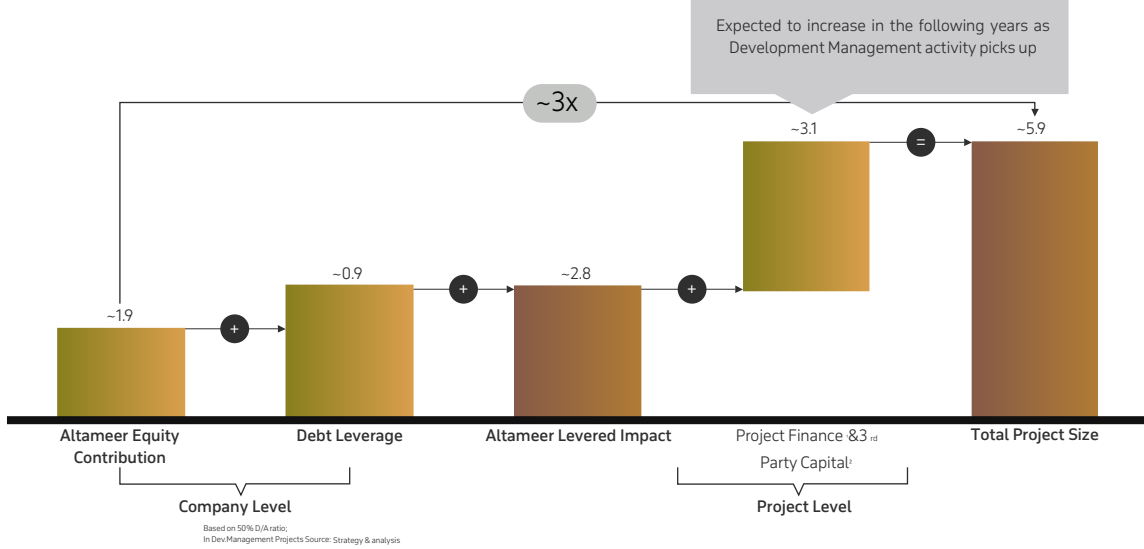 Expected to increase in the following years as
Development Management activity picks up
~3x
~1.9
~0.9
~2.8
~3.1
~5.9
+
+
+
=
Altameer Equity
Contribution
Debt Leverage
Altameer Levered Impact
Project Finance &3 rd
Party Capital²
Total Project Size
Company Level
Project Level
Based on 50% D/A ratio;
In Dev.Management Projects Source: Strategy & analysis